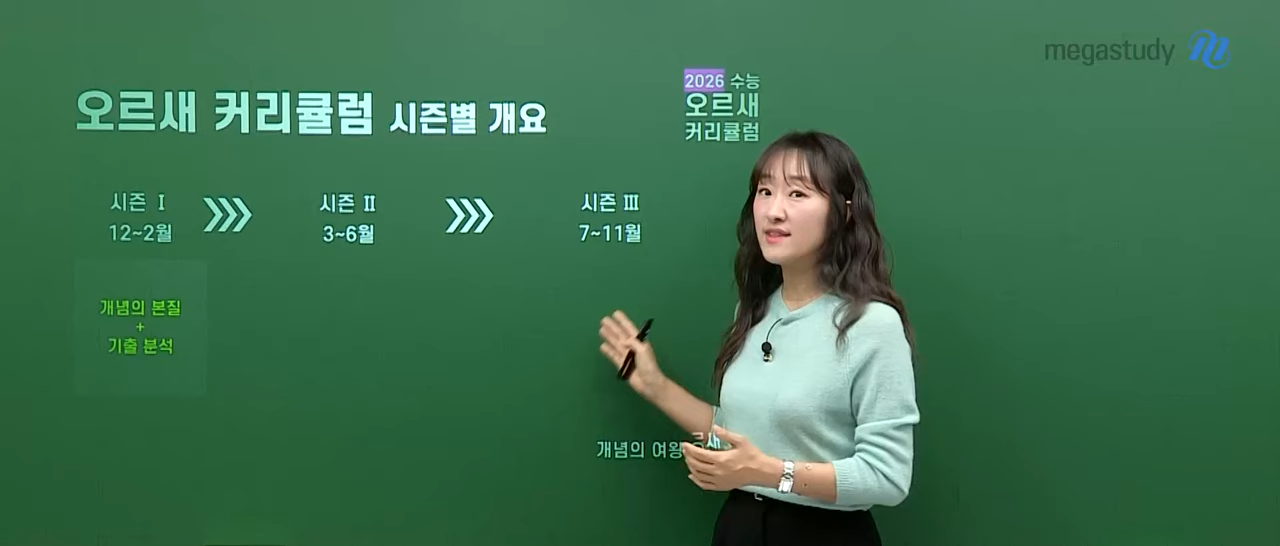 megastudy
오르새 커리큘럼 시즌별 개요
2026 수능
오르새
커리큘럼
시즌 Ⅰ
12~2월
시즌 Ⅱ
3~6월
시즌 Ⅲ
7~11월
개념의 본질
+
기출 분석
개념의 여왕